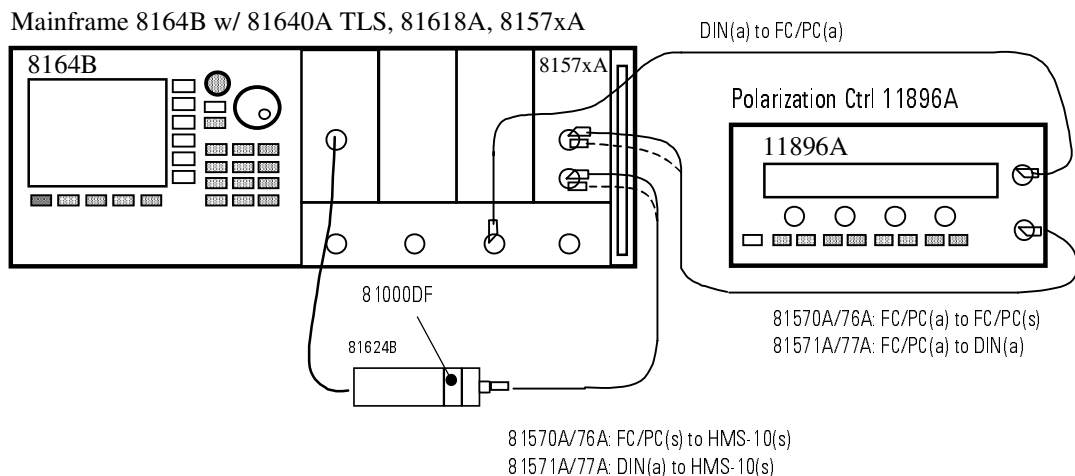 Mainframe 8164B w/ 81640A TLS, 81618A, 8157xA
DIN(a) to FC/PC(a)
8164B
8157xA
Polarization Ctrl 11896A
11896A
81000DF
81624B
81570A/76A: FC/PC(a) to FC/PC(s)
81571A/77A: FC/PC(a) to DIN(a)
81570A/76A: FC/PC(s) to HMS-10(s)
81571A/77A: DIN(a) to HMS-10(s)